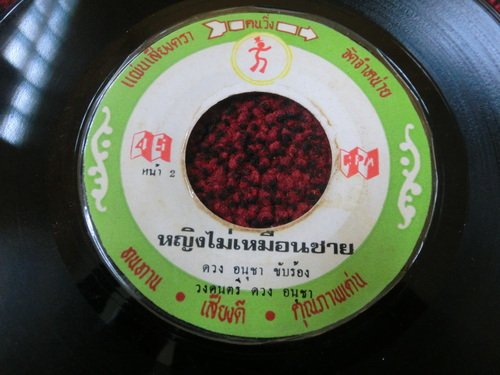 แผ่นเสียงตรา คนวิ่ง จัดจำหน่าย
45 RPM
หน้า 2
หญิงไม่เหมือนชาย
ดวง อนุชา ขับร้อง
วงดนตรี ดวง อนุชา
ทนทาน • เสียงดี • คุณภาพเด่น